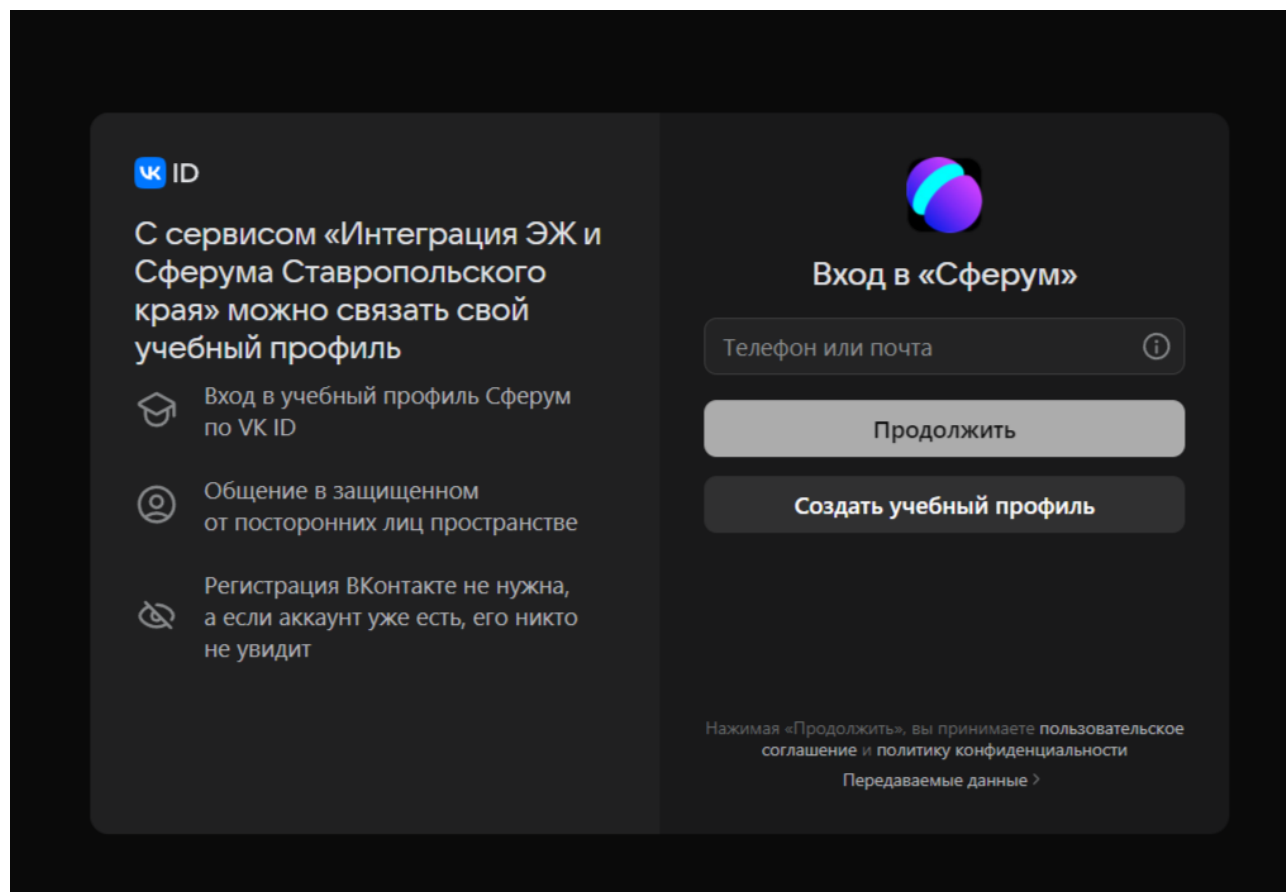 VK ID
С сервисом «Интеграция ЭЖ и
Сферума Ставропольского
края» можно связать свой
учебный профиль
Вход в учебный профиль Сферум
по VK ID
Общение в защищенном
от посторонних лиц пространстве
Регистрация ВКонтакте не нужна,
а если аккаунт уже есть, его никто
не увидит
Вход в «Сферум»
Телефон или почта
Продолжить
Создать учебный профиль
Нажимая «Продолжить», вы принимаете пользовательское
соглашение и политику конфиденциальности
Передаваемые данные